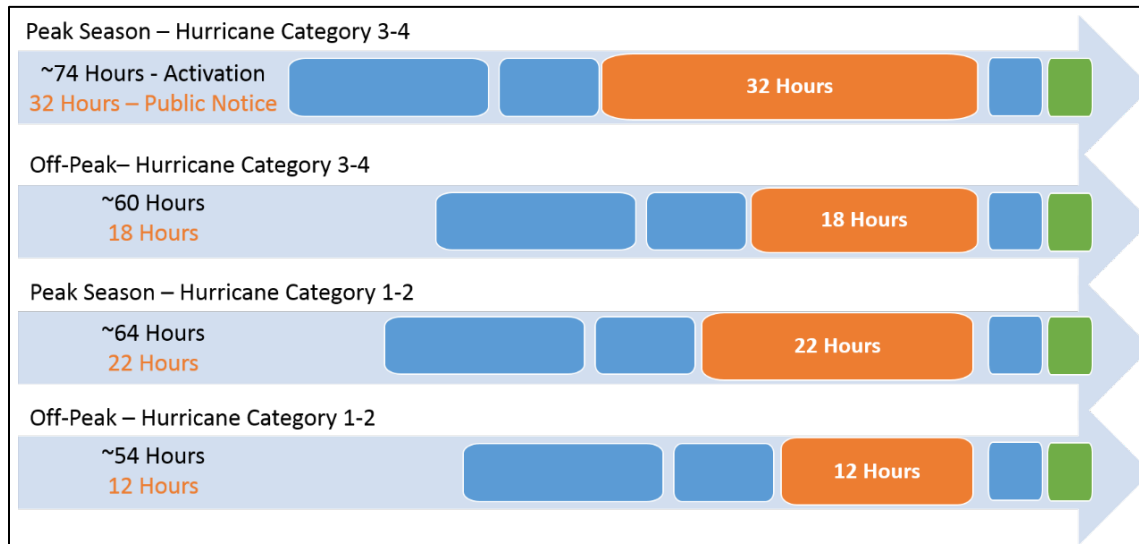 Peak Season – Hurricane Category 3-4
~74 Hours - Activation
32 Hours – Public Notice
32 Hours
Off-Peak– Hurricane Category 3-4
~60 Hours
18 Hours
18 Hours
Peak Season – Hurricane Category 1-2
~64 Hours
22 Hours
22 Hours
Off-Peak – Hurricane Category 1-2
~54 Hours
12 Hours
12 Hours